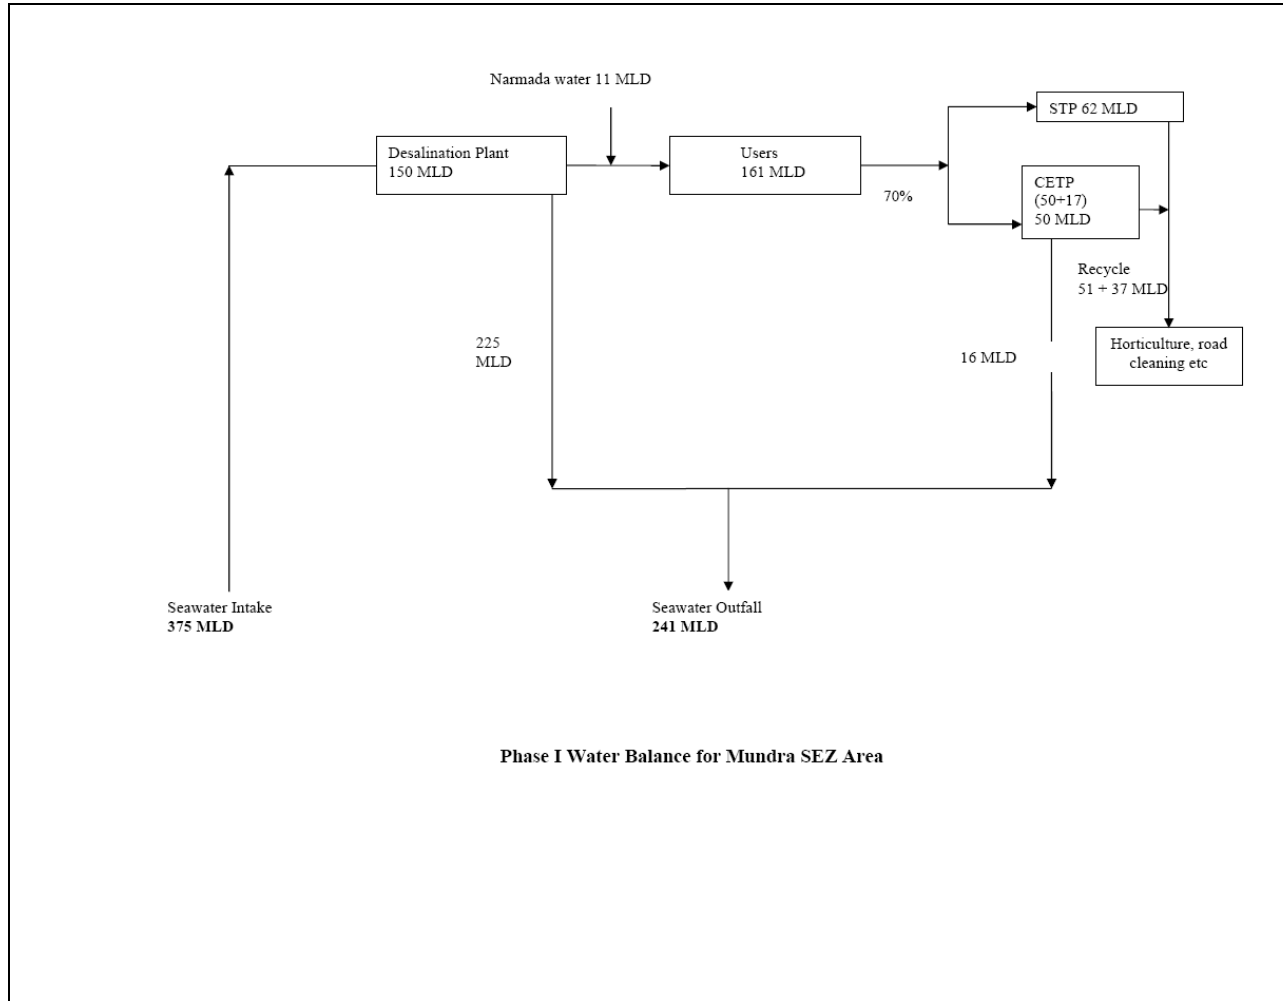 Narmada water 11 MLD
STP 62 MLD
Desalination Plant
150 MLD
Users
161 MLD
70%
CETP
(50+17)
50 MLD
Recycle
51 + 37 MLD
Horticulture, road
cleaning etc
225
MLD
16 MLD
Seawater Intake
375 MLD
Seawater Outfall
241 MLD
Phase I Water Balance for Mundra SEZ Area